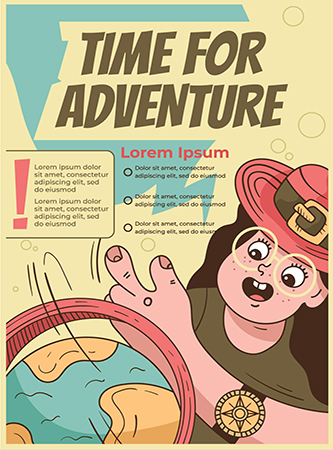 TIME FOR
ADVENTURE
Lorem ipsum dolor
sit amet, consectetur
adipiscing elit, sed
do eiusmod
Lorem ipsum dolor
sit amet, consectetur
adipiscing elit, sed
do eiusmod
!
Lorem Ipsum
Dolor sit amet, consectetur
adipiscing elit, sed do eiusmod
Dolor sit amet, consectetur
adipiscing elit, sed do eiusmod
Dolor sit amet, consectetur
adipiscing elit, sed do eiusmod